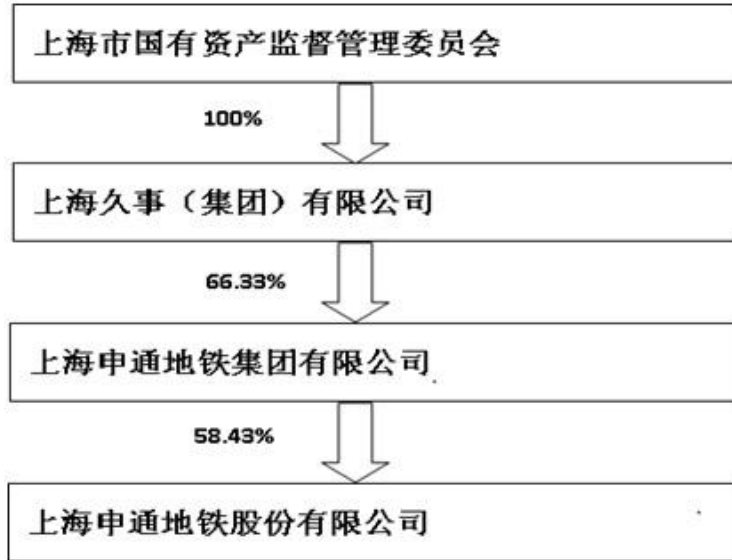 上海市国有资产监督管理委员会
100%
上海久事（集团）有限公司
66.33%
上海申通地铁集团有限公司
58.43%
上海申通地铁股份有限公司